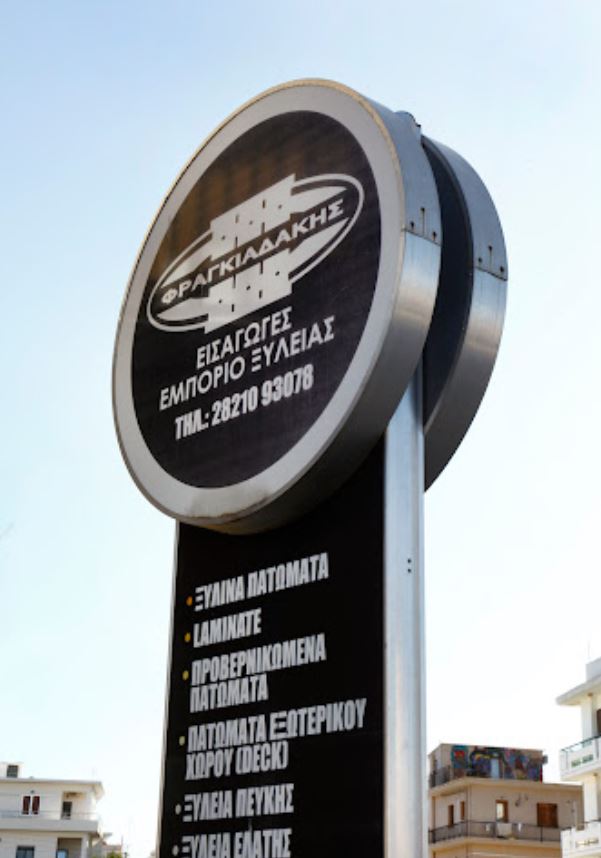 ΦΡΑΓΚΙΑΔΑΚΗΣ
ΕΙΣΑΓΩΓΕΣ
ΕΜΠΟΡΙΟ ΞΥΛΕΙΑΣ
ΤΗΛ.: 28210 93078
• ΞΥΛΙΝΑ ΠΑΤΩΜΑΤΑ
• LAMINATE
• ΠΡΟΒΕΡΝΙΚΩΜΕΝΑ
ΠΑΤΩΜΑΤΑ
• ΠΑΤΩΜΑΤΑ ΕΞΩΤΕΡΙΚΟΥ
ΧΩΡΟΥ (DECK)
• ΞΥΛΕΙΑ ΠΕΥΚΗΣ
• ΞΥΛΕΙΑ ΕΛΑΤΗΣ